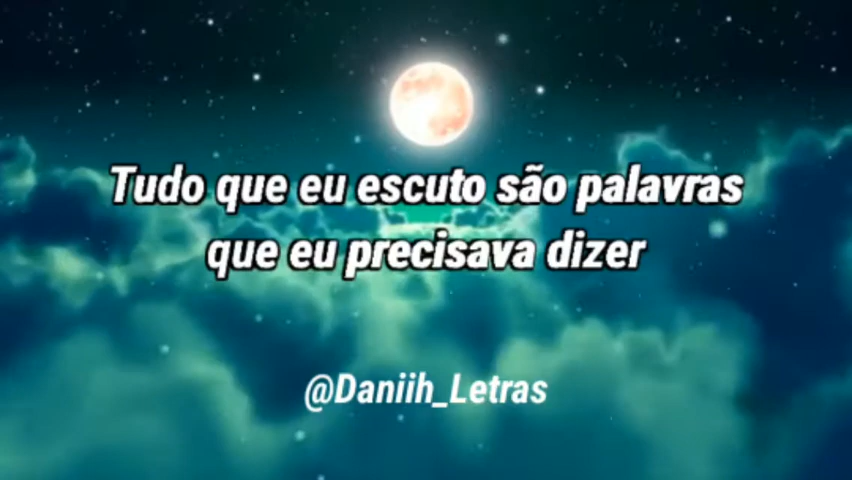 Tudo que eu escuto são palavras
que eu precisava dizer
@Daniih_Letras